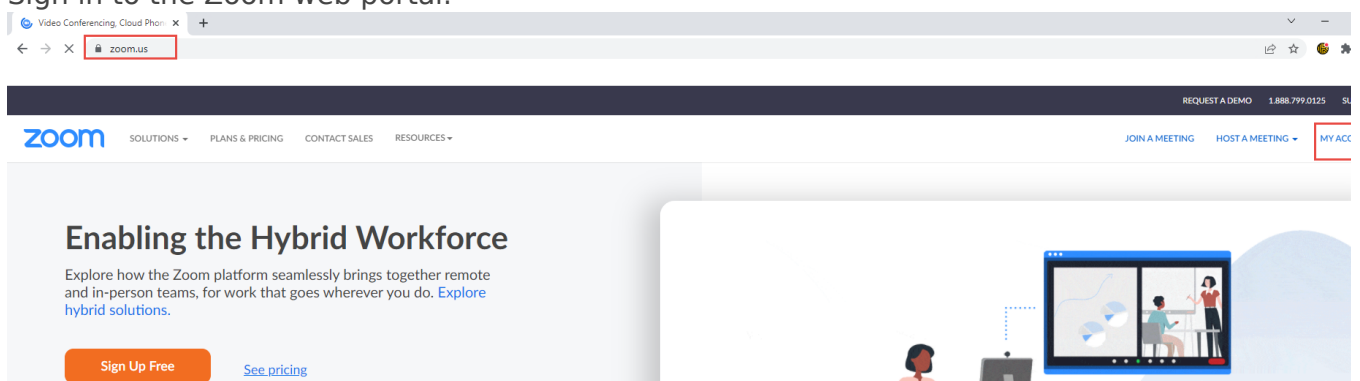 Sign in to the Zoom web portal.
Video Conferencing, Cloud Phon
zoom.us
REQUEST A DEMO 1.888.799.0125 SU
zoom SOLUTIONS PLANS & PRICING CONTACT SALES RESOURCES JOIN A MEETING HOST A MEETING MY ACC
Enabling the Hybrid Workforce
Explore how the Zoom platform seamlessly brings together remote
and in-person teams, for work that goes wherever you do. Explore
hybrid solutions.
Sign Up Free See pricing